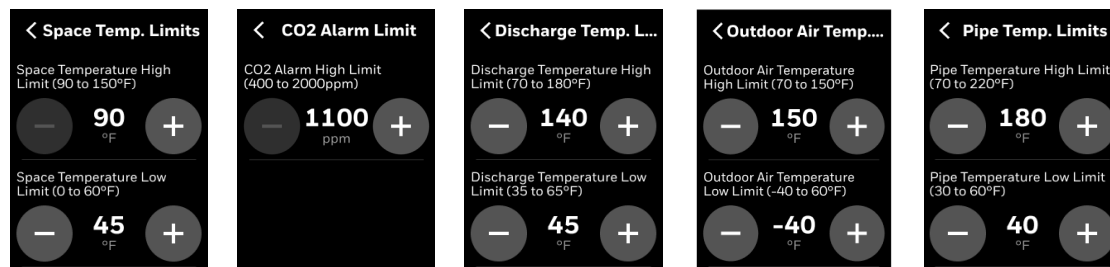 Space Temp. Limits
Space Temperature High
Limit (90 to 150°F)
90
°F
Space Temperature Low
Limit (0 to 60°F)
45
°F
CO2 Alarm Limit
CO2 Alarm High Limit
(400 to 2000ppm)
1100
ppm
Discharge Temp. L...
Discharge Temperature High
Limit (70 to 180°F)
140
°F
Discharge Temperature Low
Limit (35 to 65°F)
45
°F
Outdoor Air Temp....
Outdoor Air Temperature
High Limit (70 to 150°F)
150
°F
Outdoor Air Temperature
Low Limit (-40 to 60°F)
-40
°F
Pipe Temp. Limits
Pipe Temperature High Limit
(70 to 220°F)
180
°F
Pipe Temperature Low Limit
(30 to 60°F)
40
°F